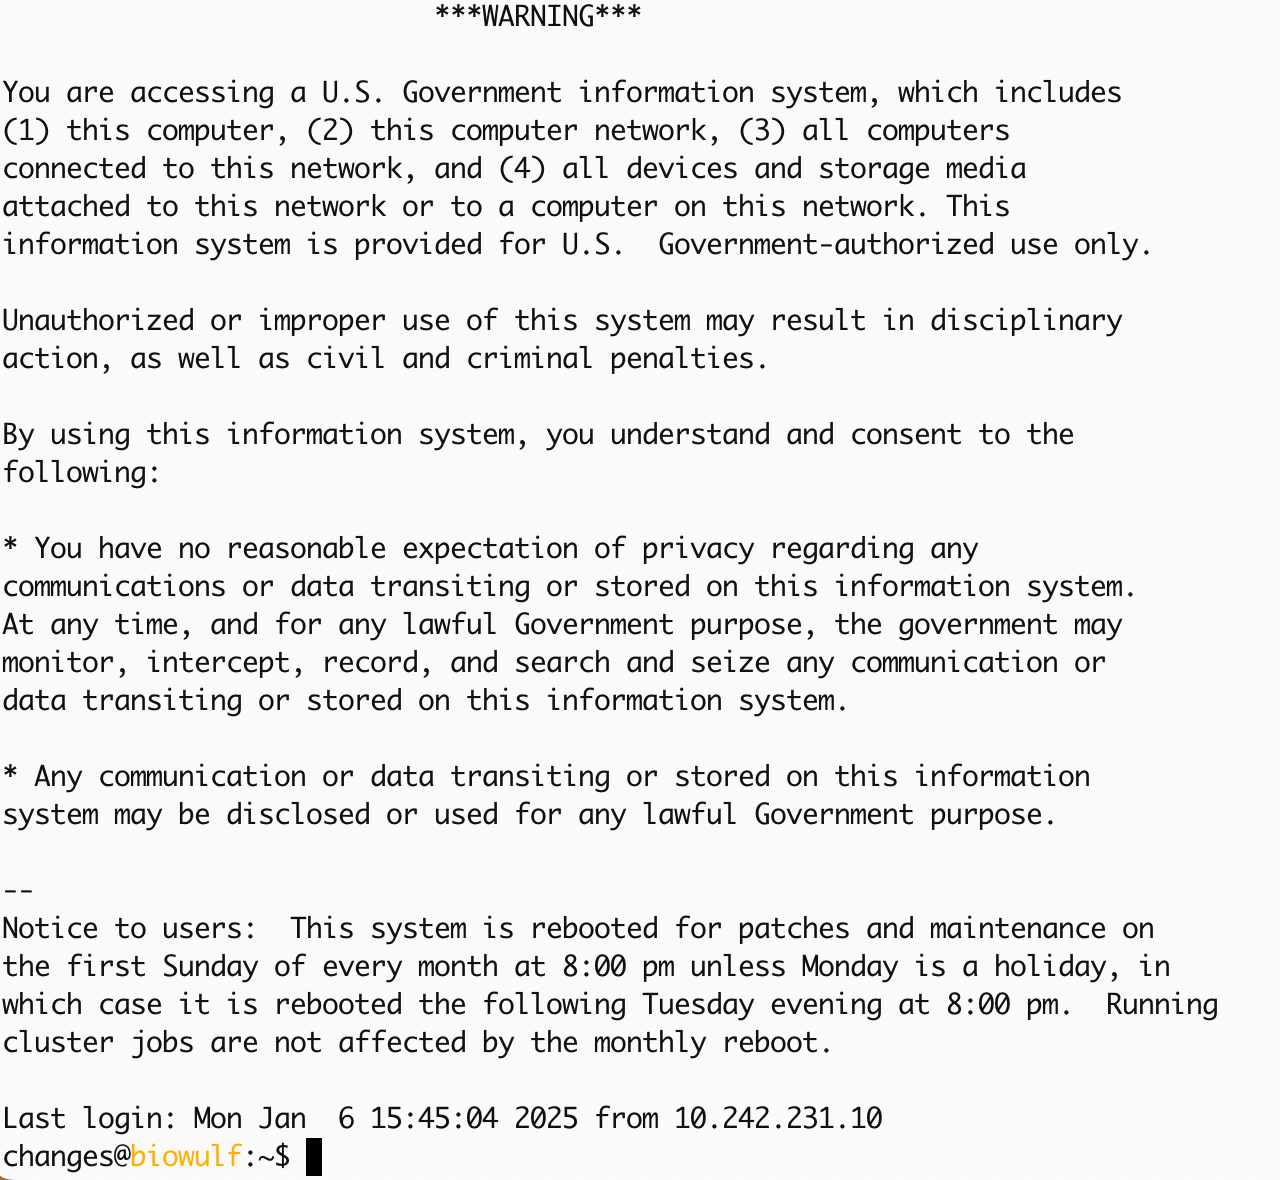 ***WARNING***
You are accessing a U.S. Government information system, which includes
(1) this computer, (2) this computer network, (3) all computers
connected to this network, and (4) all devices and storage media
attached to this network or to a computer on this network. This
information system is provided for U.S.  Government-authorized use only.
Unauthorized or improper use of this system may result in disciplinary
action, as well as civil and criminal penalties.
By using this information system, you understand and consent to the
following:
* You have no reasonable expectation of privacy regarding any
communications or data transiting or stored on this information system.
At any time, and for any lawful Government purpose, the government may
monitor, intercept, record, and search and seize any communication or
data transiting or stored on this information system.
* Any communication or data transiting or stored on this information
system may be disclosed or used for any lawful Government purpose.
--
Notice to users:  This system is rebooted for patches and maintenance on
the first Sunday of every month at 8:00 pm unless Monday is a holiday, in
which case it is rebooted the following Tuesday evening at 8:00 pm.  Running
cluster jobs are not affected by the monthly reboot.
Last login: Mon Jan  6 15:45:04 2025 from 10.242.231.10
changes@biowulf:~$